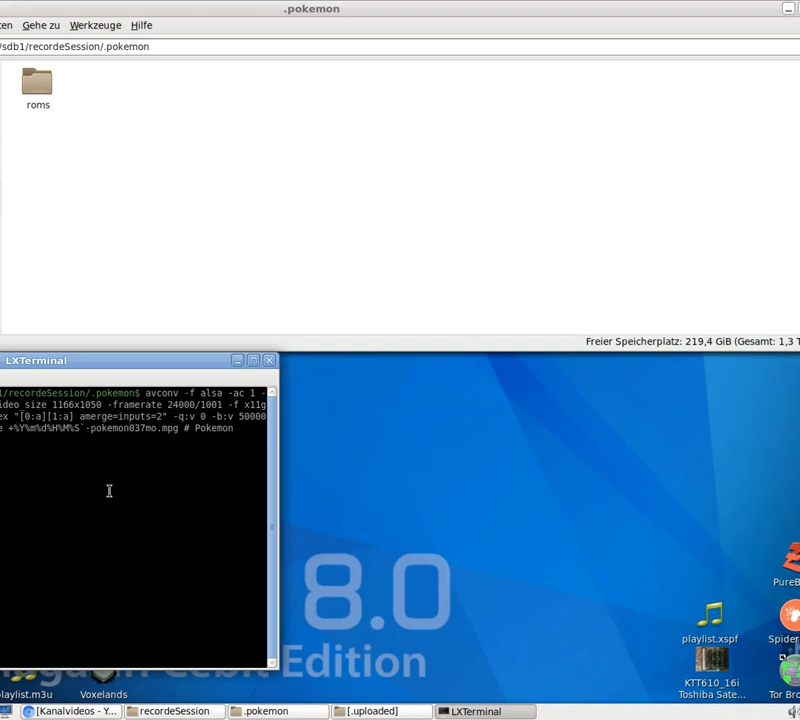 .pokemon
ten Gehe zu Werkzeuge Hilfe
/sdb1/recordeSession/.pokemon
roms
Freier Speicherplatz: 219,4 GiB (Gesamt: 1,3 T
LXTerminal
1/recordeSession/.pokemon$ avconv -f alsa -ac 1 -
ideo_size 1166x1050 -framerate 24000/1001 -f x11g
ex "[0:a][1:a] amerge=inputs=2" -q:v 0 -b:v 50000
e +%Y%m%d%H%M%S`-pokemon037mo.mpg # Pokemon
8.0
Edition
PureB
playlist.xspf
Spider
KTT610_16i
Toshiba Sate...
Tor Bro
playlist.m3u
Voxelands
[Kanalvideos - Y...
recordeSession
.pokemon
[.uploaded]
LXTerminal